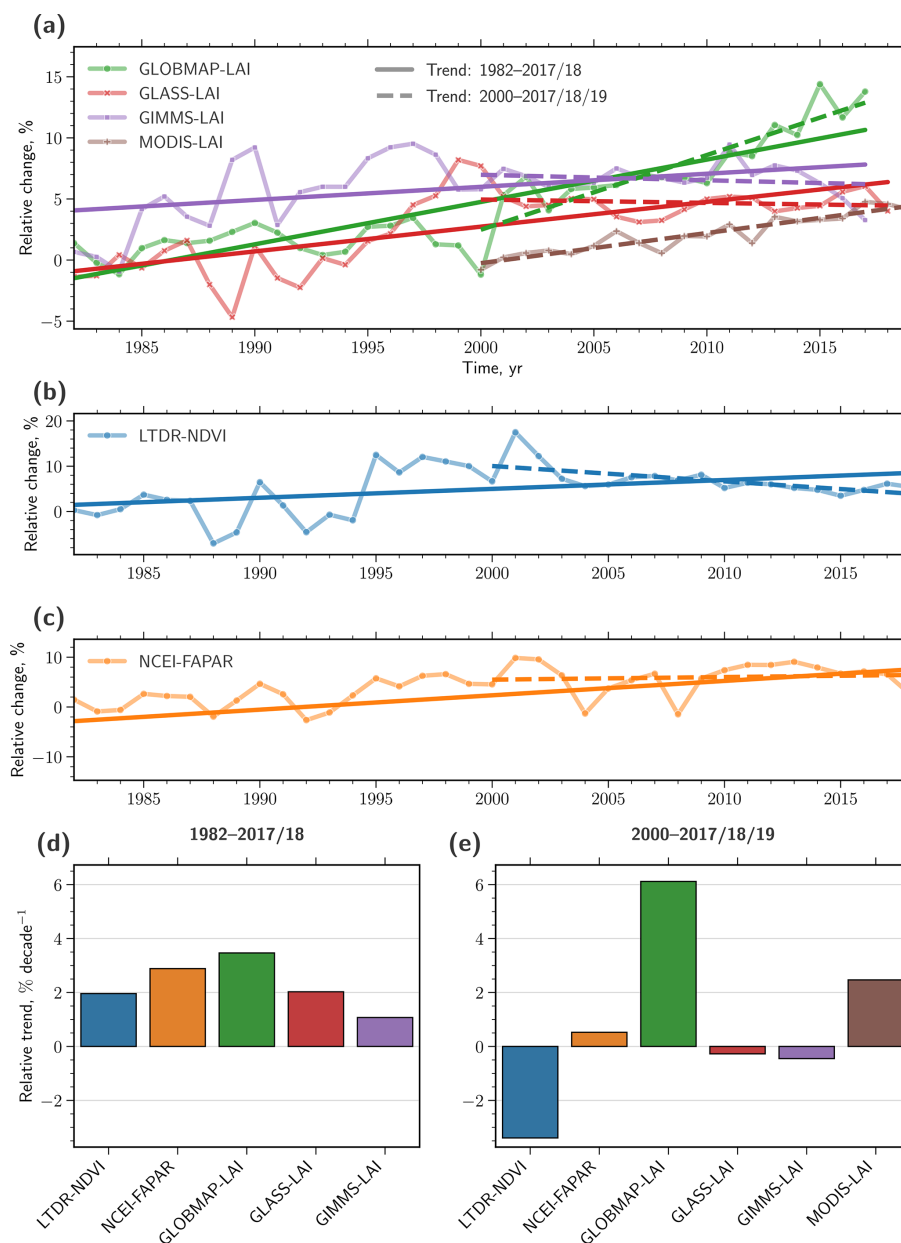 (a)
GLOBMAP-LAI
GLASS-LAI
GIMMS-LAI
MODIS-LAI
Trend: 1982–2017/18
Trend: 2000–2017/18/19
Relative change, %
15
10
5
0
−5
1985 1990 1995 2000 2005 2010 2015
Time, yr
(b)
LTDR-NDVI
Relative change, %
20
10
0
1985 1990 1995 2000 2005 2010 2015
(c)
NCEI-FAPAR
Relative change, %
10
0
−10
1985 1990 1995 2000 2005 2010 2015
(d)
1982–2017/18
Relative trend, % decade⁻¹
6
4
2
0
−2
LTDR-NDVI
NCEI-FAPAR
GLOBMAP-LAI
GLASS-LAI
GIMMS-LAI
(e)
2000–2017/18/19
6
4
2
0
−2
LTDR-NDVI
NCEI-FAPAR
GLOBMAP-LAI
GLASS-LAI
GIMMS-LAI
MODIS-LAI